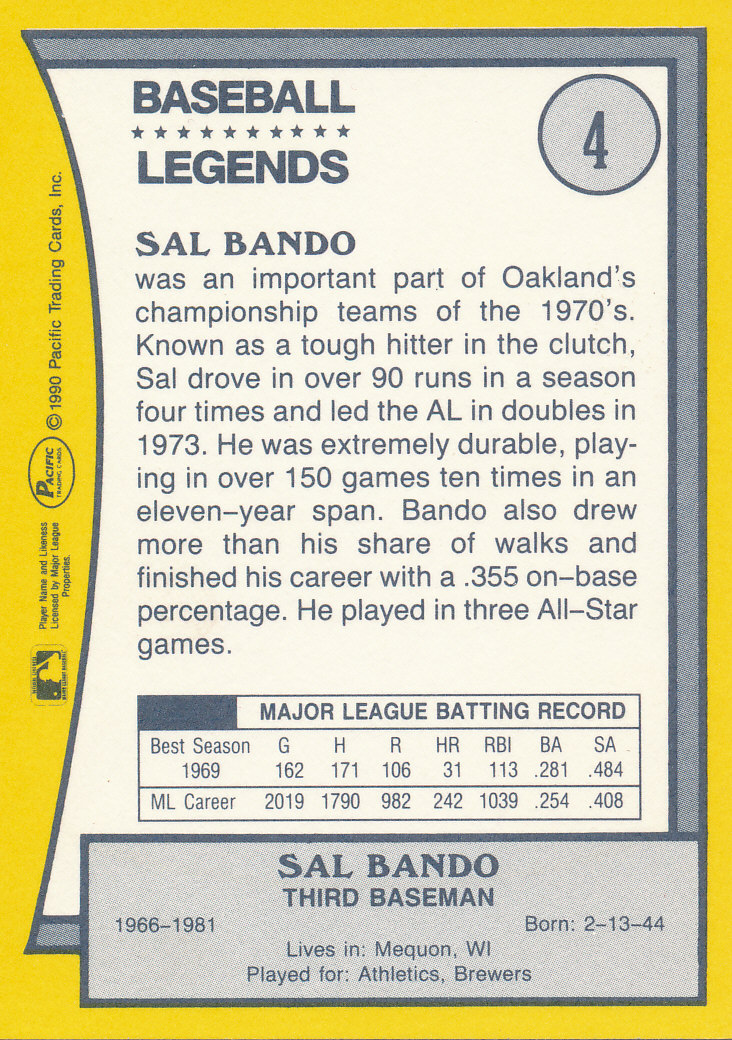 BASEBALL
LEGENDS
4
SAL BANDO
was an important part of Oakland's
championship teams of the 1970's.
Known as a tough hitter in the clutch,
Sal drove in over 90 runs in a season
four times and led the AL in doubles in
1973. He was extremely durable, play-
ing in over 150 games ten times in an
eleven–year span. Bando also drew
more than his share of walks and
finished his career with a .355 on–base
percentage. He played in three All–Star
games.
MAJOR LEAGUE BATTING RECORD
Best Season G H R HR RBI BA SA
1969 162 171 106 31 113 .281 .484
ML Career 2019 1790 982 242 1039 .254 .408
SAL BANDO
THIRD BASEMAN
1966–1981 Born: 2–13–44
Lives in: Mequon, WI
Played for: Athletics, Brewers
©1990 Pacific Trading Cards, Inc.
PACIFIC
TRADING CARDS
Player Name and Likeness
Licensed by Major League
Properties.